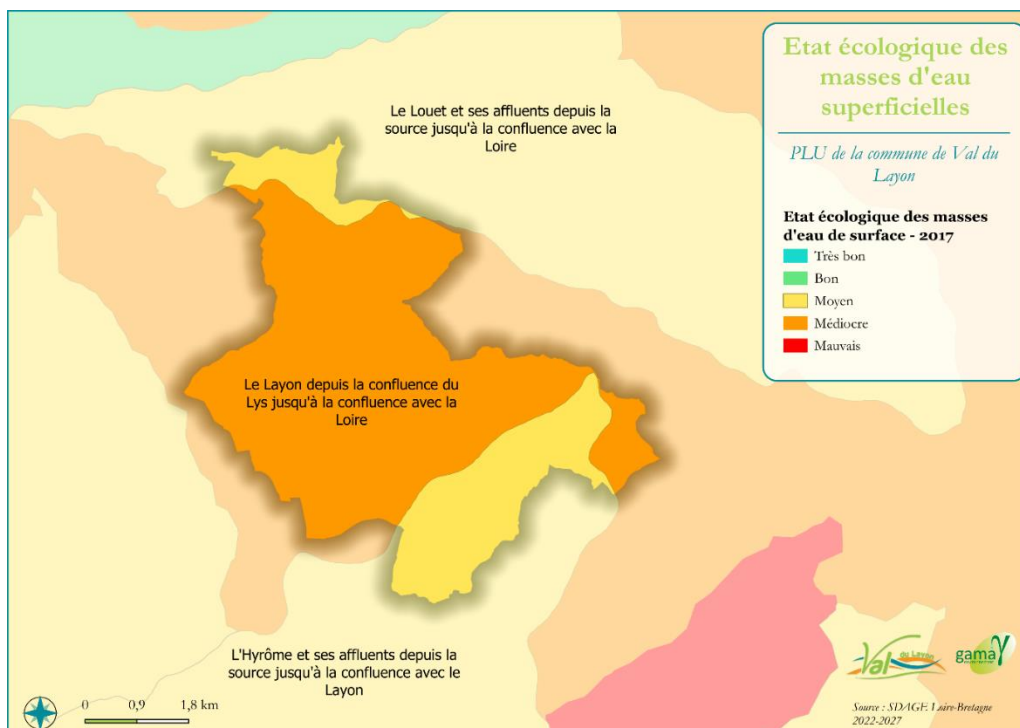 Etat écologique des
masses d'eau
superficielles
PLU de la commune de Val du
Layon
Etat écologique des masses
d'eau de surface - 2017
Très bon
Bon
Moyen
Médiocre
Mauvais
Le Louet et ses affluents depuis la
source jusqu'à la confluence avec la
Loire
Le Layon depuis la confluence du
Lys jusqu'à la confluence avec la
Loire
L'Hyrôme et ses affluents depuis la
source jusqu'à la confluence avec le
Layon
0 0,9 1,8 km
Val du Layon
gama
Source : SDAGE Loire-Bretagne
2022-2027